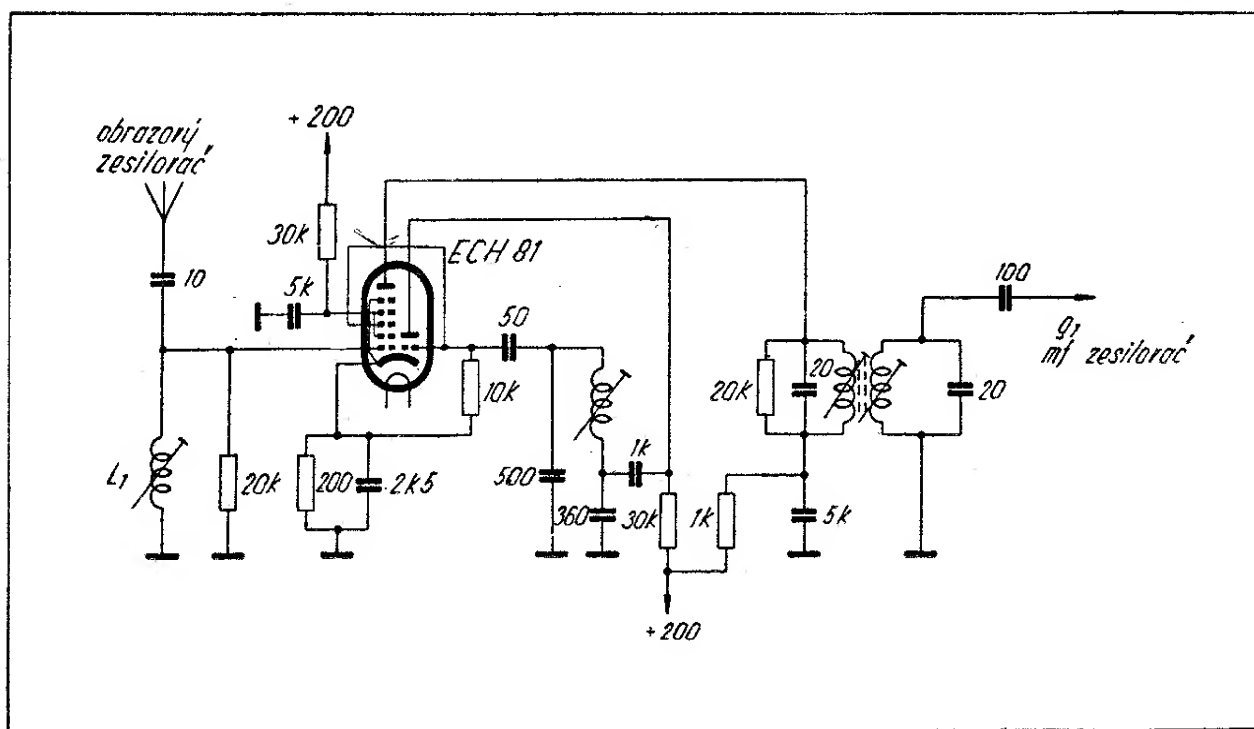 obrazový
zesilovač
+ 200
30k
ECH 81
10
5k
50
100
g1
mf zesilovač
10k
20k
20
20
L1
20k
200
2k5
500
1k
360
30k
1k
5k
+200